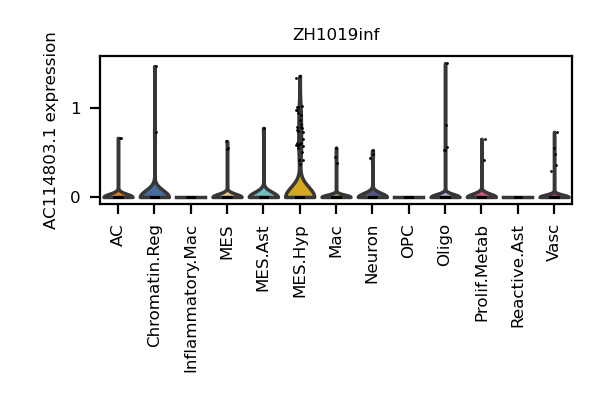 ZH1019inf
AC114803.1 expression
1
0
AC
Chromatin.Reg
Inflammatory.Mac
MES
MES.Ast
MES.Hyp
Mac
Neuron
OPC
Oligo
Prolif.Metab
Reactive.Ast
Vasc